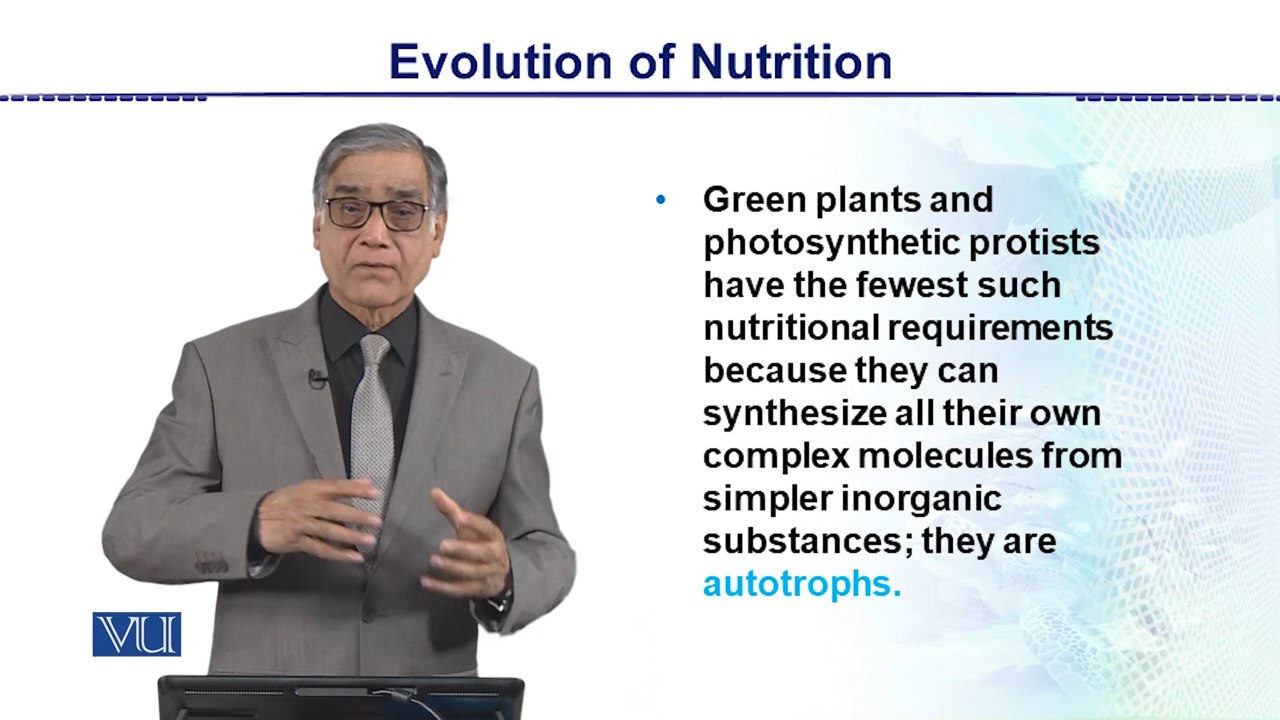 Evolution of Nutrition
• Green plants and
photosynthetic protists
have the fewest such
nutritional requirements
because they can
synthesize all their own
complex molecules from
simpler inorganic
substances; they are
autotrophs.
VU